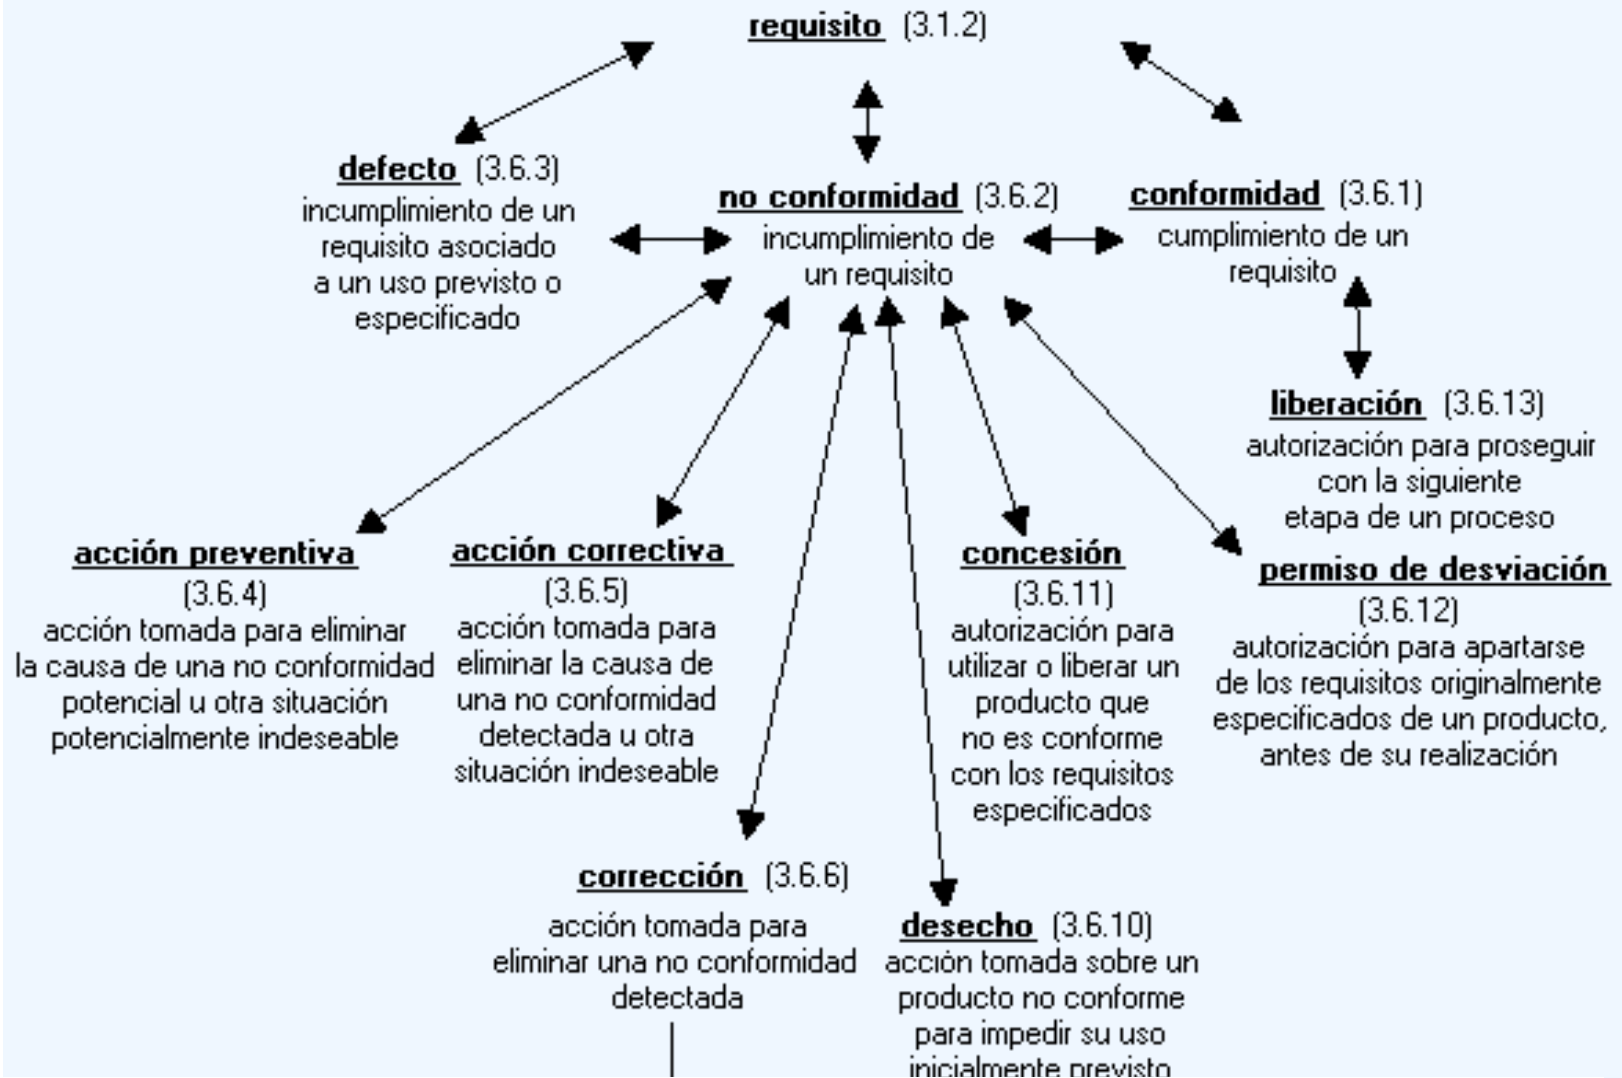 requisito (3.1.2)
defecto (3.6.3)
incumplimiento de un
requisito asociado
a un uso previsto o
especificado
no conformidad (3.6.2)
incumplimiento de
un requisito
conformidad (3.6.1)
cumplimiento de un
requisito
liberación (3.6.13)
autorización para proseguir
con la siguiente
etapa de un proceso
acción preventiva
(3.6.4)
acción tomada para eliminar
la causa de una no conformidad
potencial u otra situación
potencialmente indeseable
acción correctiva
(3.6.5)
acción tomada para
eliminar la causa de
una no conformidad
detectada u otra
situación indeseable
concesión
(3.6.11)
autorización para
utilizar o liberar un
producto que
no es conforme
con los requisitos
especificados
permiso de desviación
(3.6.12)
autorización para apartarse
de los requisitos originalmente
especificados de un producto,
antes de su realización
corrección (3.6.6)
acción tomada para
eliminar una no conformidad
detectada
desecho (3.6.10)
acción tomada sobre un
producto no conforme
para impedir su uso
inicialmente previsto